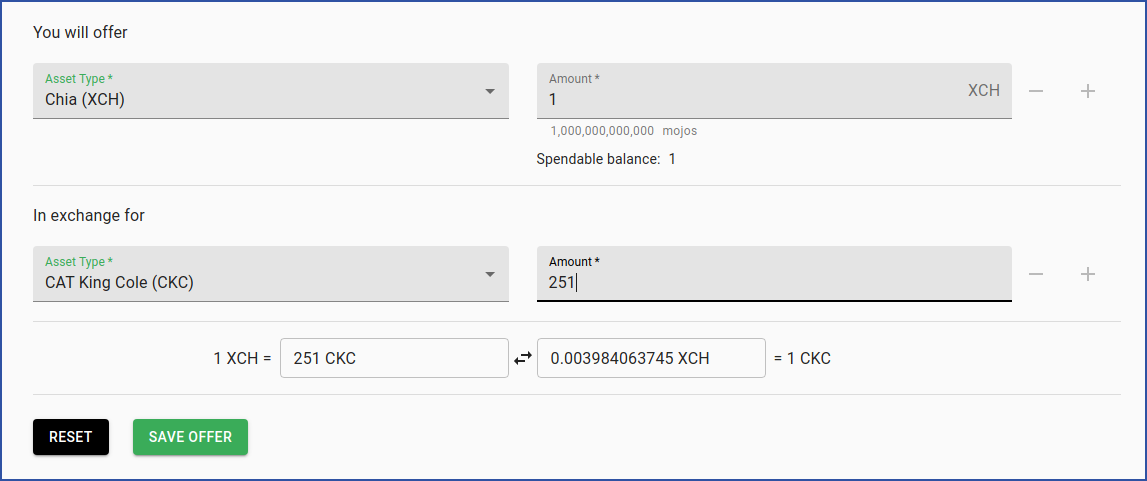 You will offer
Asset Type *
Chia (XCH)
Amount *
1
XCH
1,000,000,000,000 mojos
Spendable balance: 1
In exchange for
Asset Type *
CAT King Cole (CKC)
Amount *
251
1 XCH = 251 CKC 0.003984063745 XCH = 1 CKC
RESET SAVE OFFER